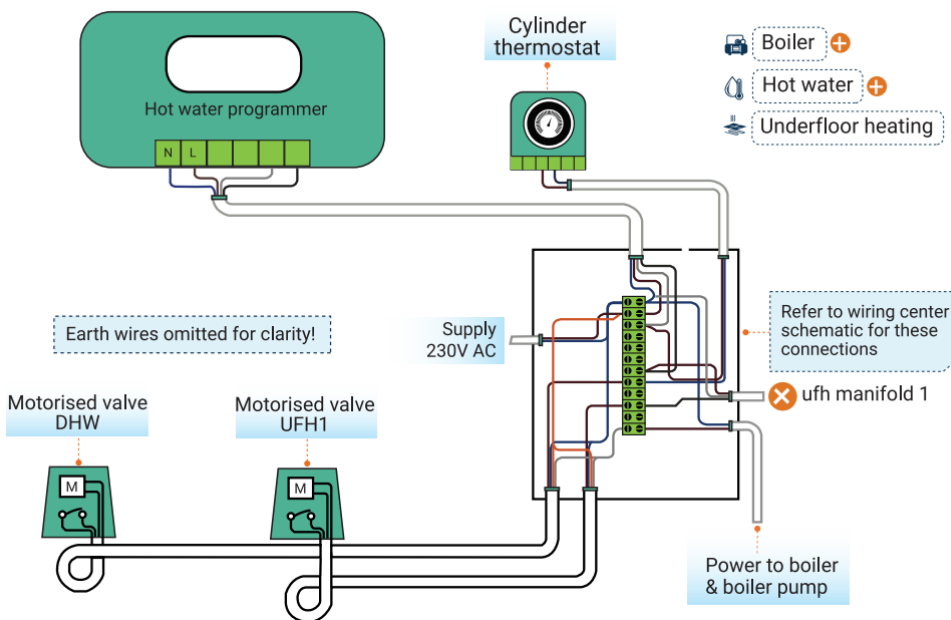 Cylinder
thermostat
Boiler
Hot water
Underfloor heating
Hot water programmer
N L
Supply
230V AC
Refer to wiring center
schematic for these
connections
Earth wires omitted for clarity!
ufh manifold 1
Motorised valve
DHW
Motorised valve
UFH1
M
M
Power to boiler
& boiler pump